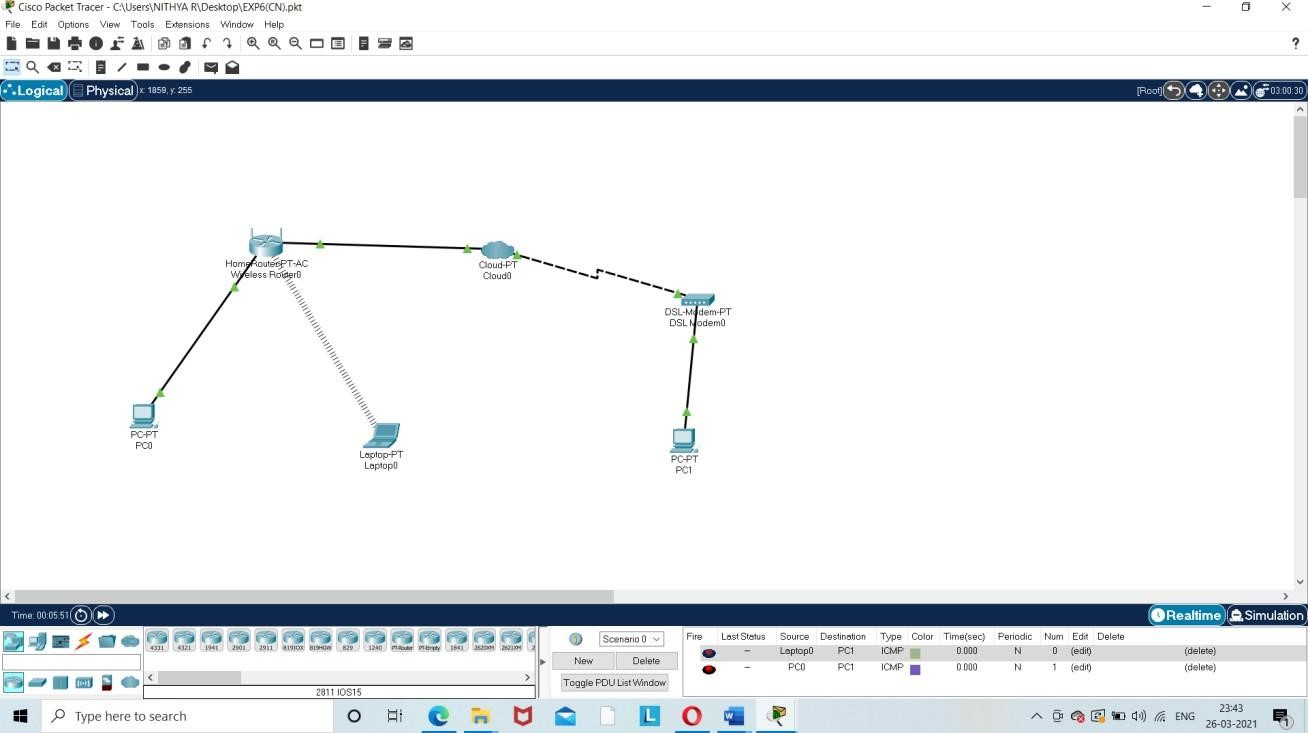 Cisco Packet Tracer - C:\Users\NITHYA R\Desktop\EXP6(CN).pkt
File Edit Options View Tools Extensions Window Help
?
Logical Physical x: 1859, y: 255 [Root] 03:00:30
HomeRouter-PT-AC
Wireless Router0
Cloud-PT
Cloud0
DSL-Modem-PT
DSL Modem0
PC-PT
PC0
Laptop-PT
Laptop0
PC-PT
PC1
Time: 00:05:51 Realtime Simulation
4331 4321 1941 2901 2911 819IOX 819HGW 829 1240 PT-Router PT-Empty 1841 2620XM 2621XM 2
2811 IOS15
Scenario 0
New Delete
Toggle PDU List Window
Fire Last Status Source Destination Type Color Time(sec) Periodic Num Edit Delete
– Laptop0 PC1 ICMP 0.000 N 0 (edit) (delete)
– PC0 PC1 ICMP 0.000 N 1 (edit) (delete)
Type here to search
L
ENG
23:43
26-03-2021
1